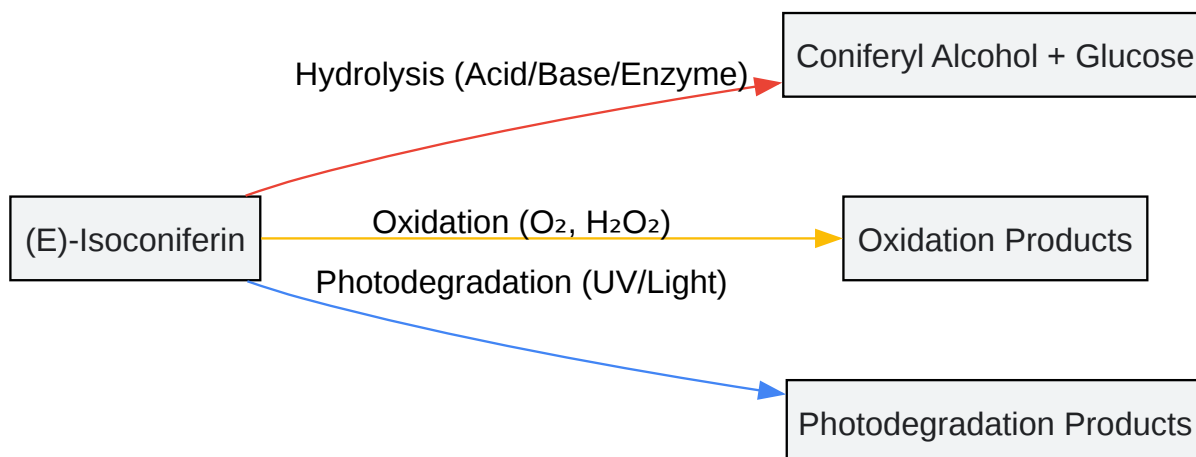 Coniferyl Alcohol + Glucose
Hydrolysis (Acid/Base/Enzyme)
(E)-Isoconiferin
Oxidation (O₂, H₂O₂)
Oxidation Products
Photodegradation (UV/Light)
Photodegradation Products